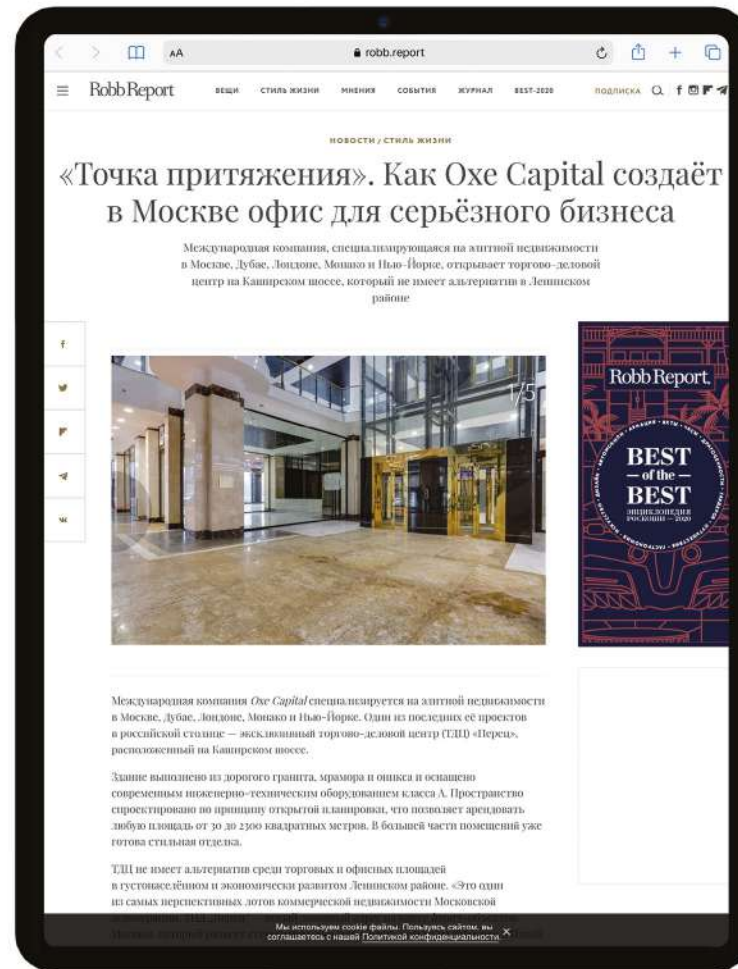 AA
robb.report
Robb Report
ВЕЩИ
СТИЛЬ ЖИЗНИ
МНЕНИЯ
СОБЫТИЯ
ЖУРНАЛ
BEST-2020
ПОДПИСКА
НОВОСТИ / СТИЛЬ ЖИЗНИ
«Точка притяжения». Как Oxe Capital создаёт
в Москве офис для серьёзного бизнеса
Международная компания, специализирующаяся на элитной недвижимости
в Москве, Дубае, Лондоне, Монако и Нью-Йорке, открывает торгово-деловой
центр на Каширском шоссе, который не имеет альтернатив в Ленинском
районе
1/5
Robb Report.
BEST
of the
BEST
ЭНЦИКЛОПЕДИЯ
РОСКОШИ — 2020
Международная компания Oxe Capital специализируется на элитной недвижимости
в Москве, Дубае, Лондоне, Монако и Нью-Йорке. Один из последних её проектов
в российской столице — эксклюзивный торгово-деловой центр (ТДЦ) «Перец»,
расположенный на Каширском шоссе.
Здание выполнено из дорогого гранита, мрамора и оникса и оснащено
современным инженерно-техническим оборудованием класса А. Пространство
спроектировано по принципу открытой планировки, что позволяет арендовать
любую площадь от 30 до 2300 квадратных метров. В большей части помещений уже
готова стильная отделка.
ТДЦ не имеет альтернатив среди торговых и офисных площадей
в густонаселённом и экономически развитом Ленинском районе. «Это один
из самых перспективных лотов коммерческой недвижимости Московской
Мы используем cookie файлы. Пользуясь сайтом, вы
соглашаетесь с нашей Политикой конфиденциальности.